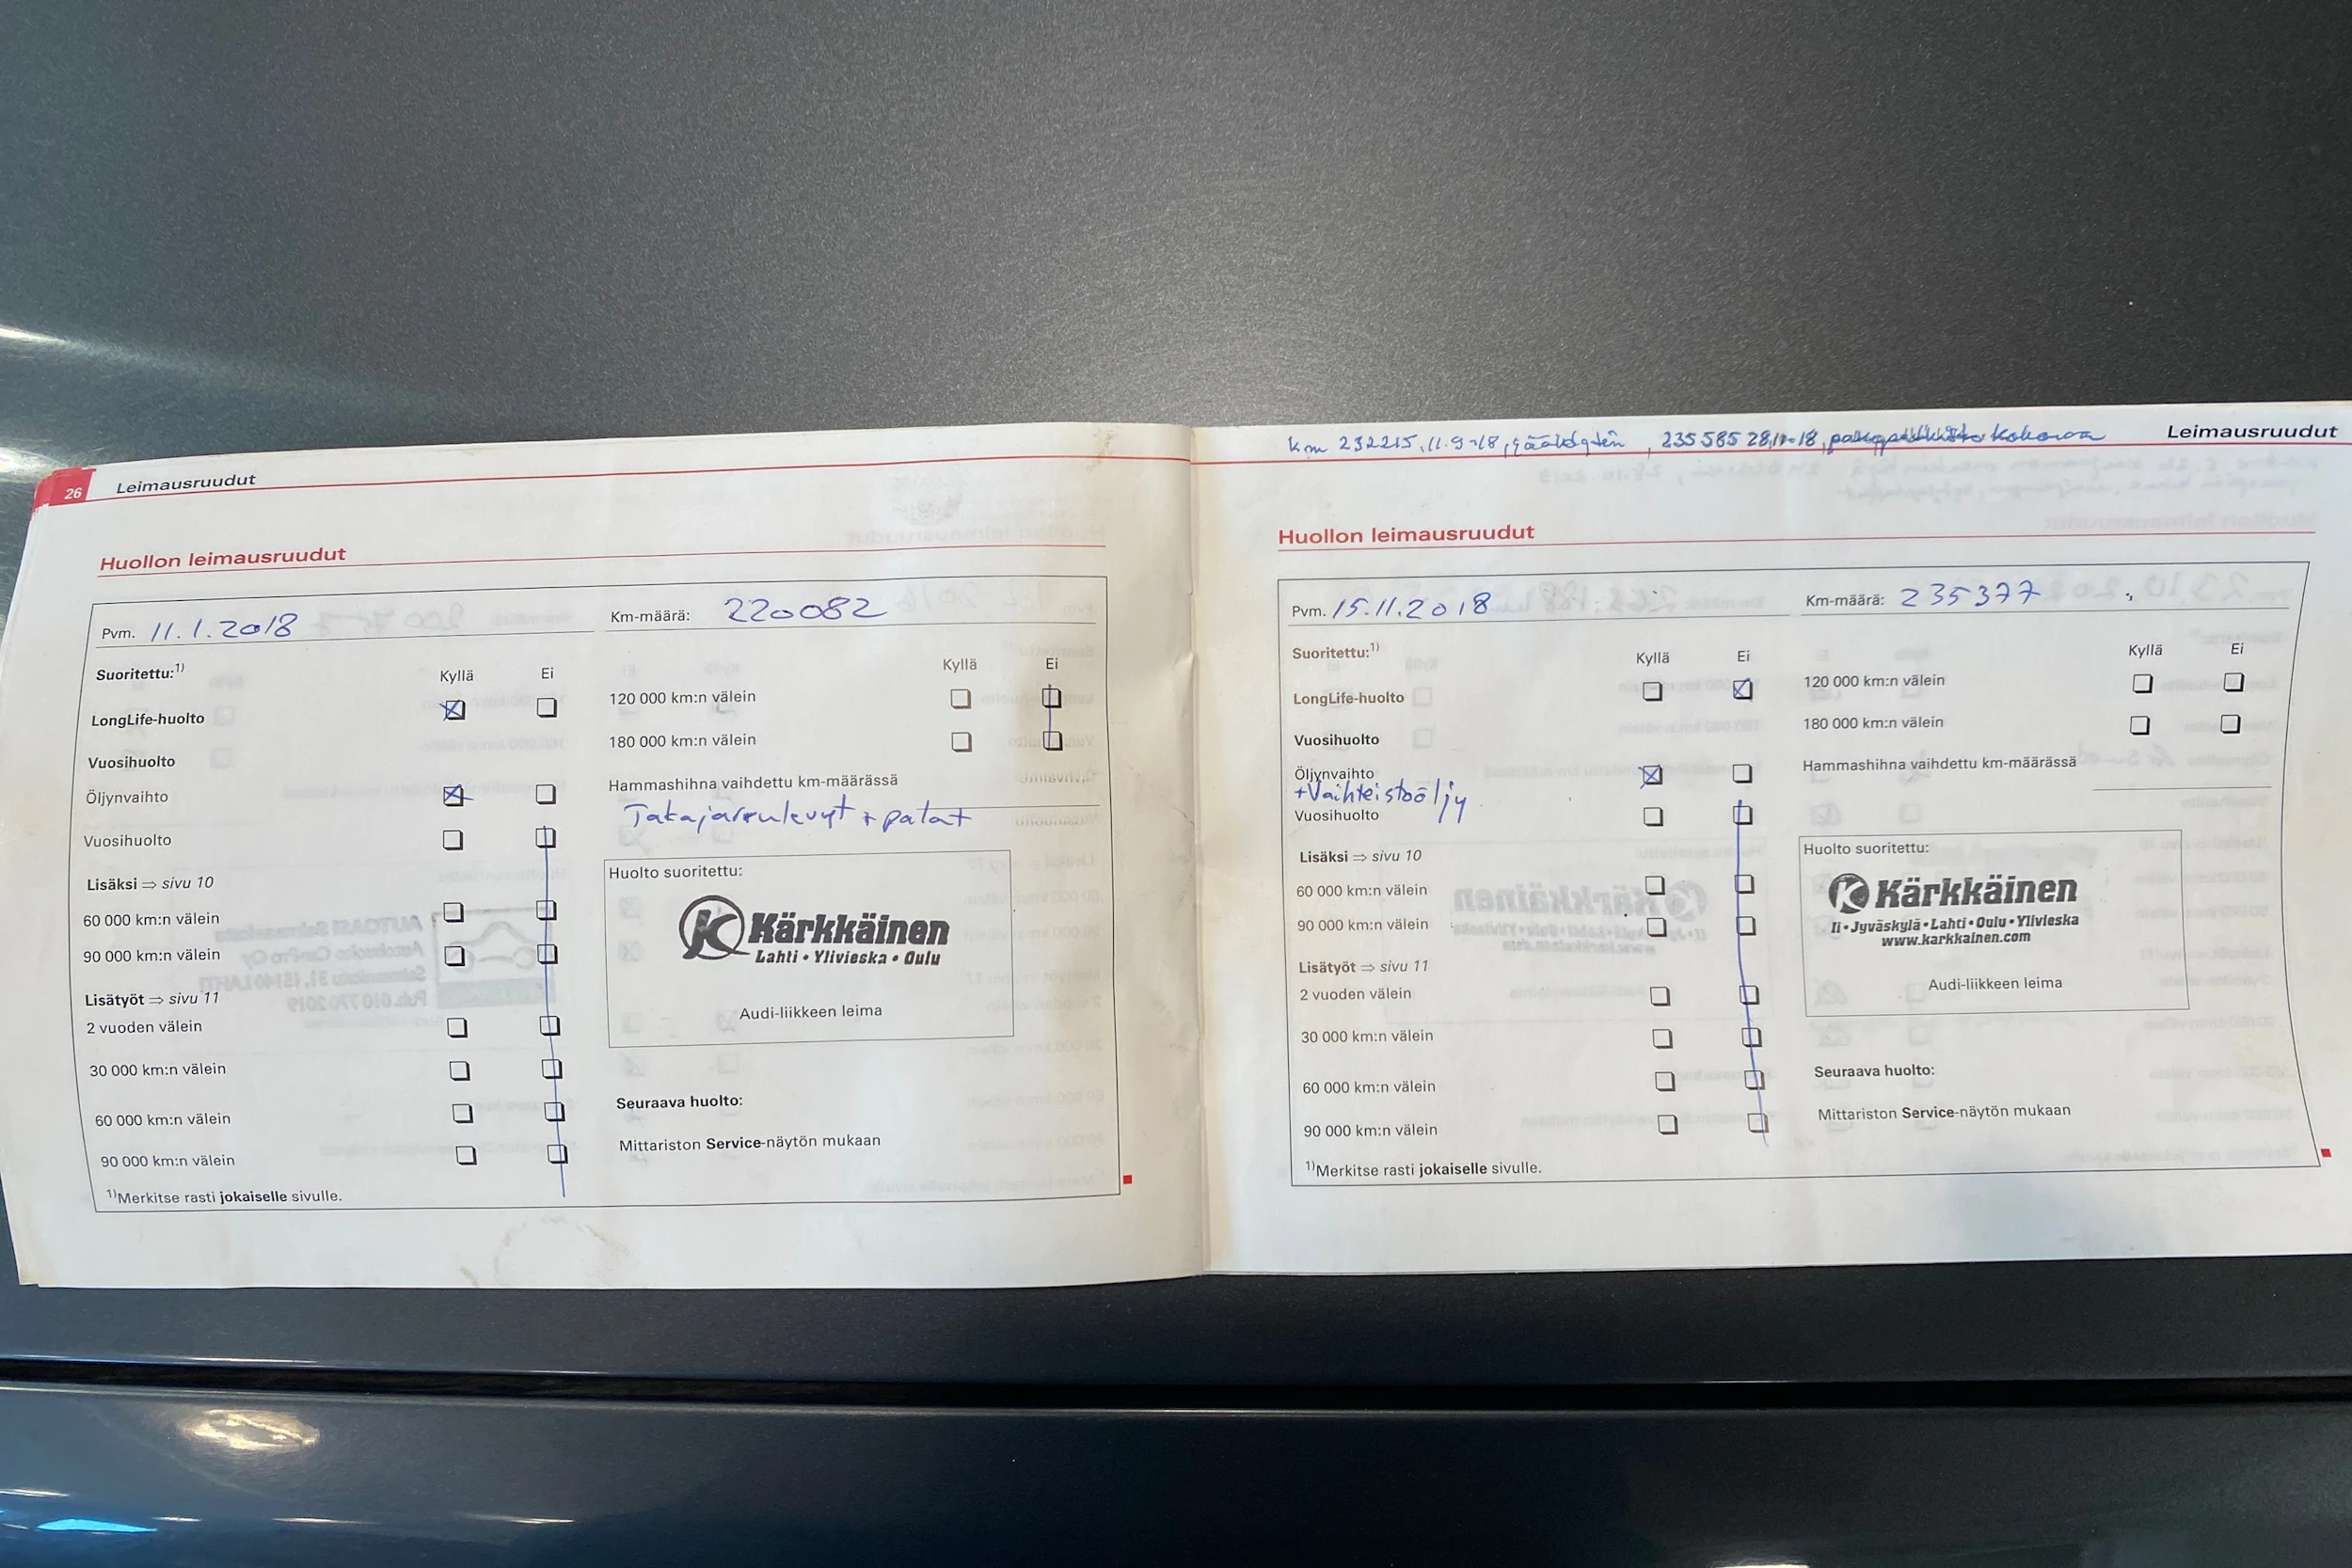 26 Leimausruudut
Huollon leimausruudut
Pvm. 11.1.2018
Km-määrä: 220082
Suoritettu:1)
Kyllä Ei
LongLife-huolto
Vuosihuolto
Öljynvaihto
Vuosihuolto
Lisäksi ⇒ sivu 10
60 000 km:n välein
90 000 km:n välein
Lisätyöt ⇒ sivu 11
2 vuoden välein
30 000 km:n välein
60 000 km:n välein
90 000 km:n välein
1)Merkitse rasti jokaiselle sivulle.
Kyllä Ei
120 000 km:n välein
180 000 km:n välein
Hammashihna vaihdettu km-määrässä
Takajarrulevyt + palat
Huolto suoritettu:
K Kärkkäinen
Lahti • Ylivieska • Oulu
Audi-liikkeen leima
Seuraava huolto:
Mittariston Service-näytön mukaan
km 232215, 11.9-18, , 235585 28.11-18, Leimausruudut
Huollon leimausruudut
Pvm. 15.11.2018
Km-määrä: 235377
Suoritettu:1)
Kyllä Ei
LongLife-huolto
Vuosihuolto
Öljynvaihto
+Vaihteistoöljy
Vuosihuolto
Lisäksi ⇒ sivu 10
60 000 km:n välein
90 000 km:n välein
Lisätyöt ⇒ sivu 11
2 vuoden välein
30 000 km:n välein
60 000 km:n välein
90 000 km:n välein
1)Merkitse rasti jokaiselle sivulle.
Kyllä Ei
120 000 km:n välein
180 000 km:n välein
Hammashihna vaihdettu km-määrässä
Huolto suoritettu:
K Kärkkäinen
Ii • Jyväskylä • Lahti • Oulu • Ylivieska
www.karkkainen.com
Audi-liikkeen leima
Seuraava huolto:
Mittariston Service-näytön mukaan